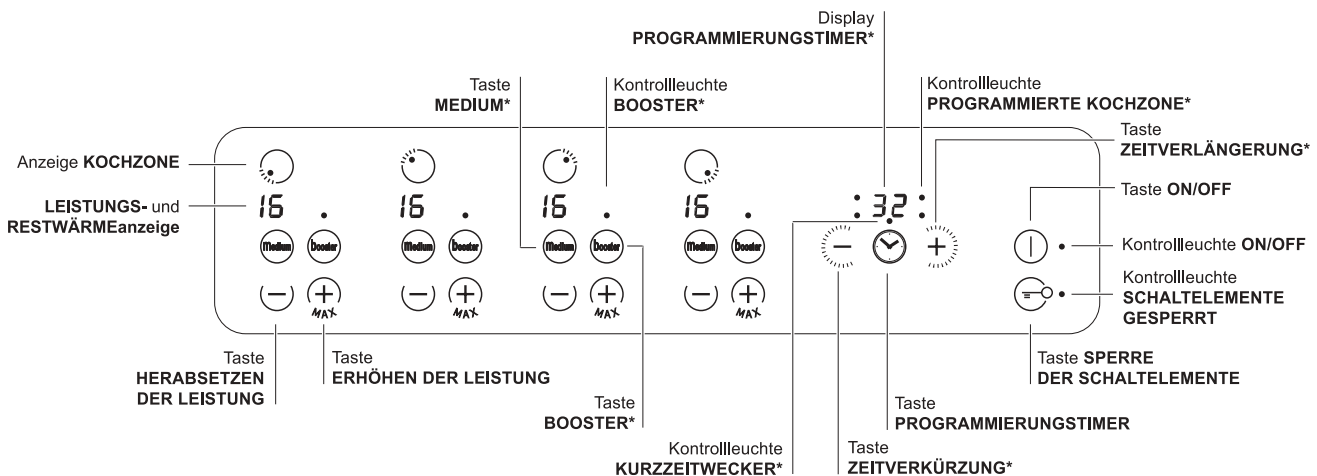 Display
PROGRAMMIERUNGSTIMER*
Taste
MEDIUM*
Kontrollleuchte
BOOSTER*
Kontrollleuchte
PROGRAMMIERTE KOCHZONE*
Taste
ZEITVERLÄNGERUNG*
Anzeige KOCHZONE
Taste ON/OFF
LEISTUNGS- und
RESTWÄRMEanzeige
16 . 16 . 16 . 16 . : 32 :
Medium booster Medium booster Medium booster Medium booster − +
Kontrollleuchte ON/OFF
− + − + − + − +
MAX MAX MAX MAX
Kontrollleuchte
SCHALTELEMENTE
GESPERRT
Taste
HERABSETZEN
DER LEISTUNG
Taste
ERHÖHEN DER LEISTUNG
Taste SPERRE
DER SCHALTELEMENTE
Taste
BOOSTER*
Taste
PROGRAMMIERUNGSTIMER
Kontrollleuchte
KURZZEITWECKER*
Taste
ZEITVERKÜRZUNG*